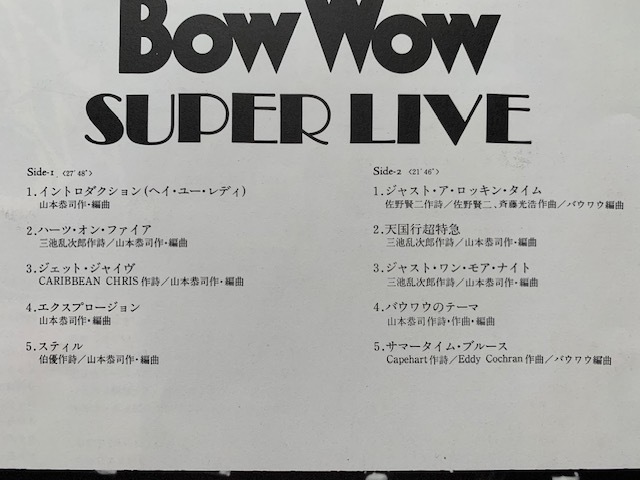 Bow Wow
SUPER LIVE
Side-1 〈27'48"〉
1.イントロダクション(ヘイ・ユー・レディ)
山本恭司作・編曲
2.ハーツ・オン・ファイア
三池乱次郎作詩/山本恭司作・編曲
3.ジェット・ジャイヴ
CARIBBEAN CHRIS 作詩/山本恭司作・編曲
4.エクスプロージョン
山本恭司作・編曲
5.スティル
伯優作詩/山本恭司作・編曲
Side-2 〈21'46"〉
1.ジャスト・ア・ロッキン・タイム
佐野賢二作詩/佐野賢二、斉藤光浩作曲/バウワウ編曲
2.天国行超特急
三池乱次郎作詩/山本恭司作・編曲
3.ジャスト・ワン・モア・ナイト
三池乱次郎作詩/山本恭司作・編曲
4.バウワウのテーマ
山本恭司作詩・作曲・編曲
5.サマータイム・ブルース
Capehart 作詩/Eddy Cochran 作曲/バウワウ編曲